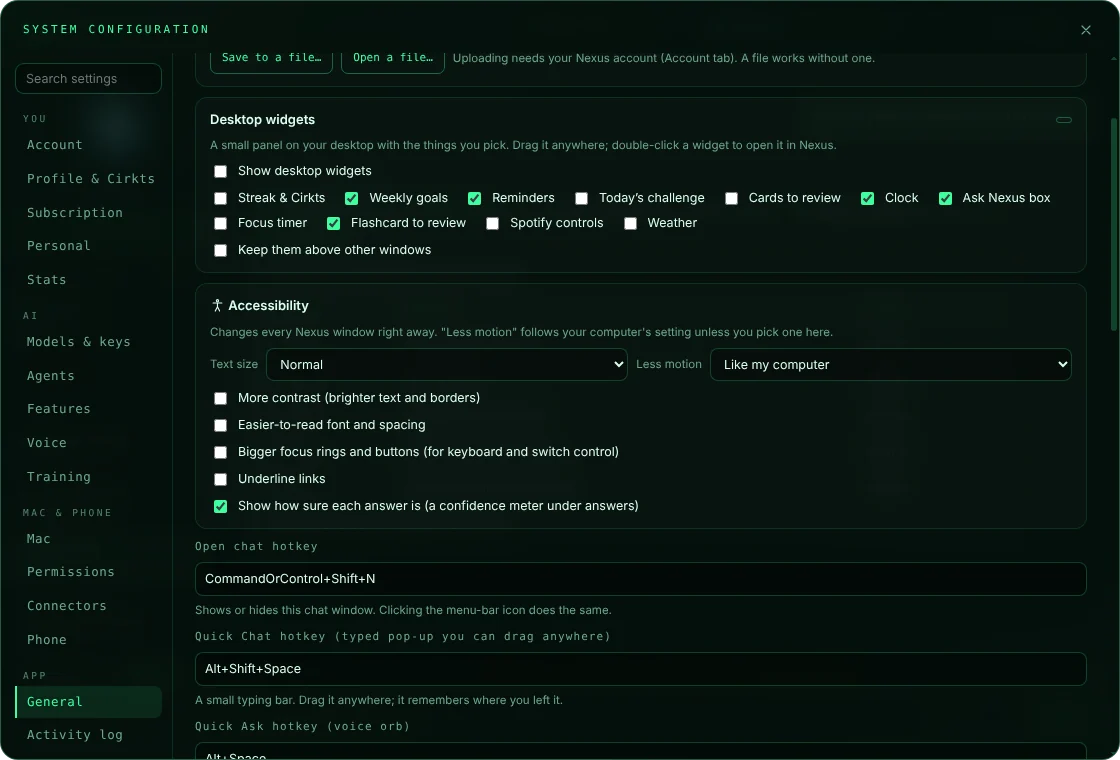 SYSTEM CONFIGURATION
Search settings
YOU
Account
Profile & Cirkts
Subscription
Personal
Stats
AI
Models & keys
Agents
Features
Voice
Training
MAC & PHONE
Mac
Permissions
Connectors
Phone
APP
General
Activity log
Save to a file… Open a file… Uploading needs your Nexus account (Account tab). A file works without one.
Desktop widgets
A small panel on your desktop with the things you pick. Drag it anywhere; double-click a widget to open it in Nexus.
Show desktop widgets
Streak & Cirkts Weekly goals Reminders Today's challenge Cards to review Clock Ask Nexus box
Focus timer Flashcard to review Spotify controls Weather
Keep them above other windows
Accessibility
Changes every Nexus window right away. "Less motion" follows your computer's setting unless you pick one here.
Text size Normal Less motion Like my computer
More contrast (brighter text and borders)
Easier-to-read font and spacing
Bigger focus rings and buttons (for keyboard and switch control)
Underline links
Show how sure each answer is (a confidence meter under answers)
Open chat hotkey
CommandOrControl+Shift+N
Shows or hides this chat window. Clicking the menu-bar icon does the same.
Quick Chat hotkey (typed pop-up you can drag anywhere)
Alt+Shift+Space
A small typing bar. Drag it anywhere; it remembers where you left it.
Quick Ask hotkey (voice orb)
Alt+Space